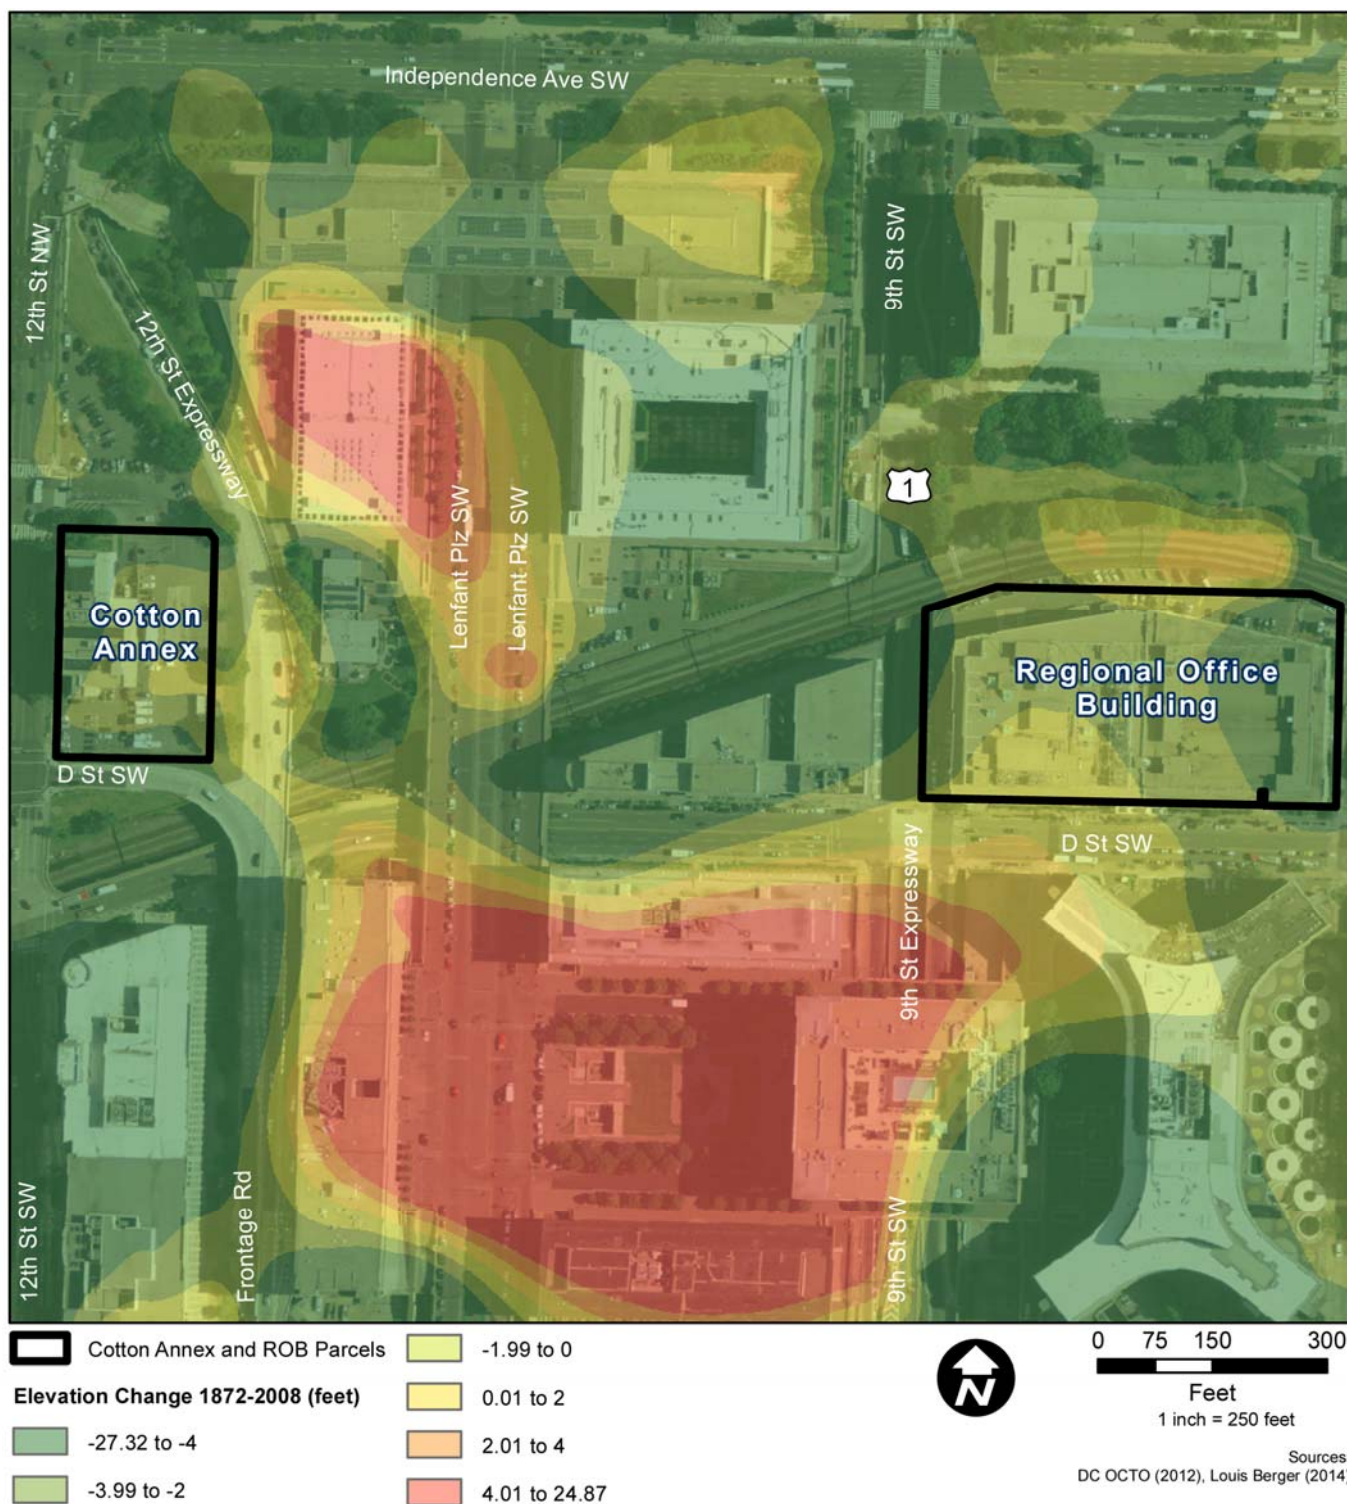 Independence Ave SW
12th St NW
9th St SW
12rh St Expressway
1
Lenfant Plz SW
Lenfant Plz SW
Cotton
Annex
Regional Office
Building
D St SW
D St SW
9th St Expressway
12th St SW
Frontage Rd
9th St SW
Cotton Annex and ROB Parcels
Elevation Change 1872-2008 (feet)
-27.32 to -4
-3.99 to -2
-1.99 to 0
0.01 to 2
2.01 to 4
4.01 to 24.87
N
0 75 150 300
Feet
1 inch = 250 feet
Sources
DC OCTO (2012), Louis Berger (2014)